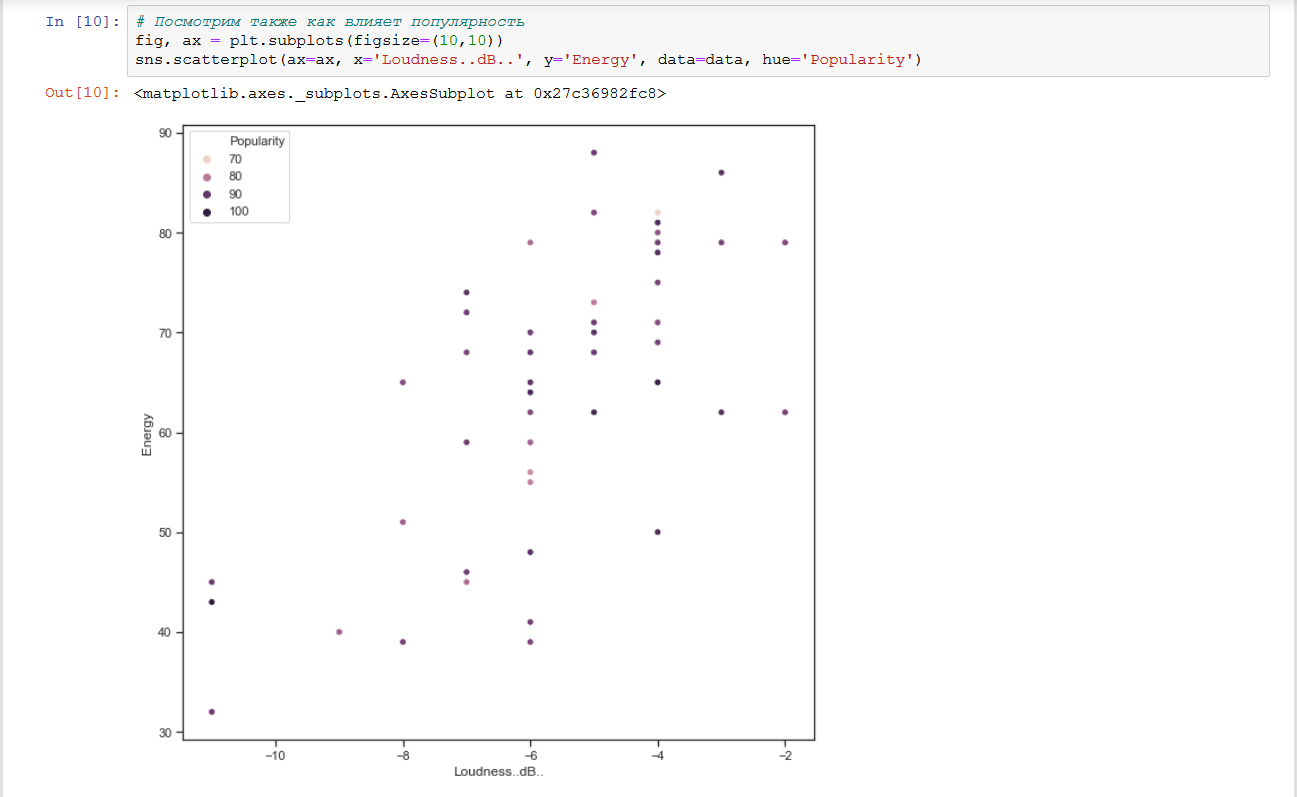 In [10]: # Посмотрим также как влияет популярность
fig, ax = plt.subplots(figsize=(10,10))
sns.scatterplot(ax=ax, x='Loudness..dB..', y='Energy', data=data, hue='Popularity')
Out[10]: <matplotlib.axes._subplots.AxesSubplot at 0x27c36982fc8>
Popularity
70
80
90
100
90
80
70
60
50
40
30
Energy
−10 −8 −6 −4 −2
Loudness..dB..